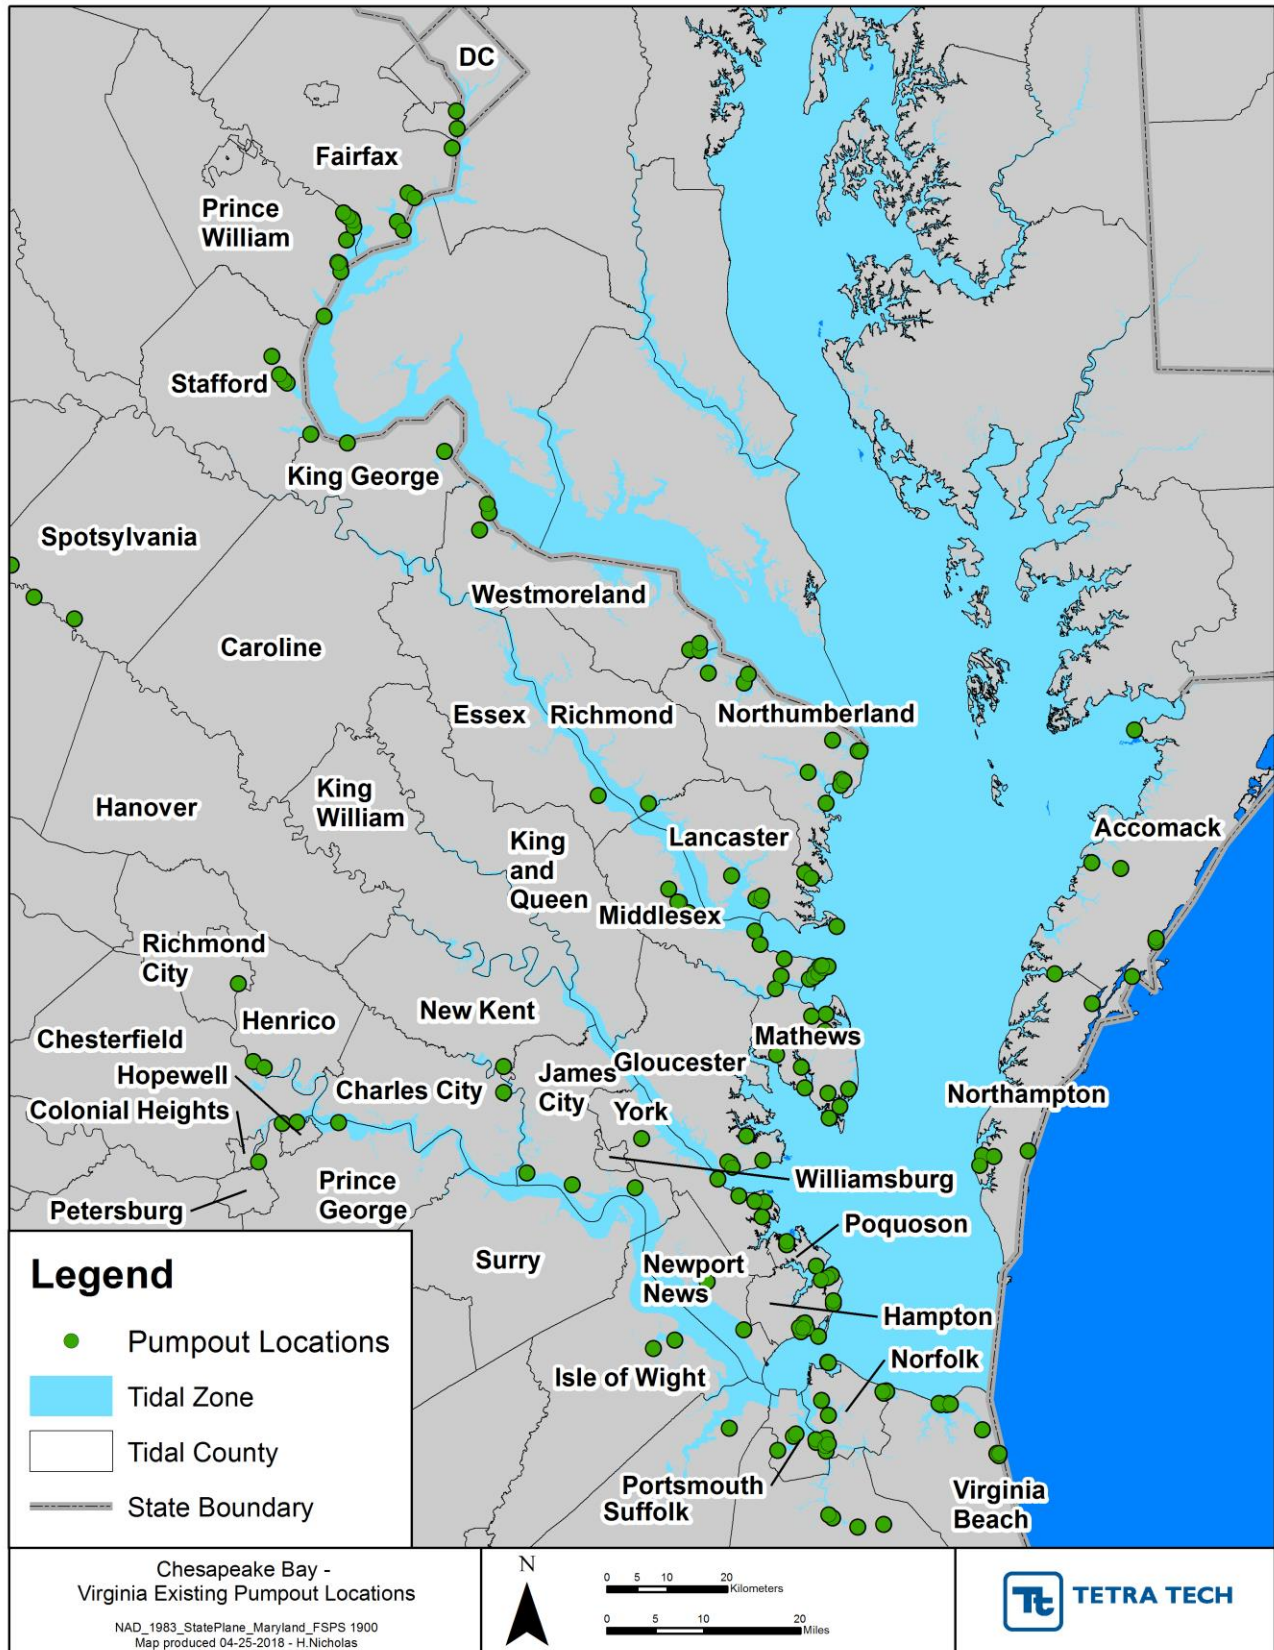 DC
Fairfax
Prince
William
Stafford
King George
Spotsylvania
Westmoreland
Caroline
Essex
Richmond
Northumberland
King
William
Hanover
Accomack
Lancaster
King
and
Queen
Middlesex
Richmond
City
New Kent
Henrico
Chesterfield
Mathews
Gloucester
Hopewell
James
City
Charles City
Northampton
Colonial Heights
York
Prince
George
Williamsburg
Petersburg
Poquoson
Surry
Newport
News
Hampton
Norfolk
Isle of Wight
Portsmouth
Suffolk
Virginia
Beach
Legend
Pumpout Locations
Tidal Zone
Tidal County
State Boundary
Chesapeake Bay -
Virginia Existing Pumpout Locations
NAD_1983_StatePlane_Maryland_FSPS 1900
Map produced 04-25-2018 - H.Nicholas
N
0 5 10 20
Kilometers
0 5 10 20
Miles
Tt TETRA TECH